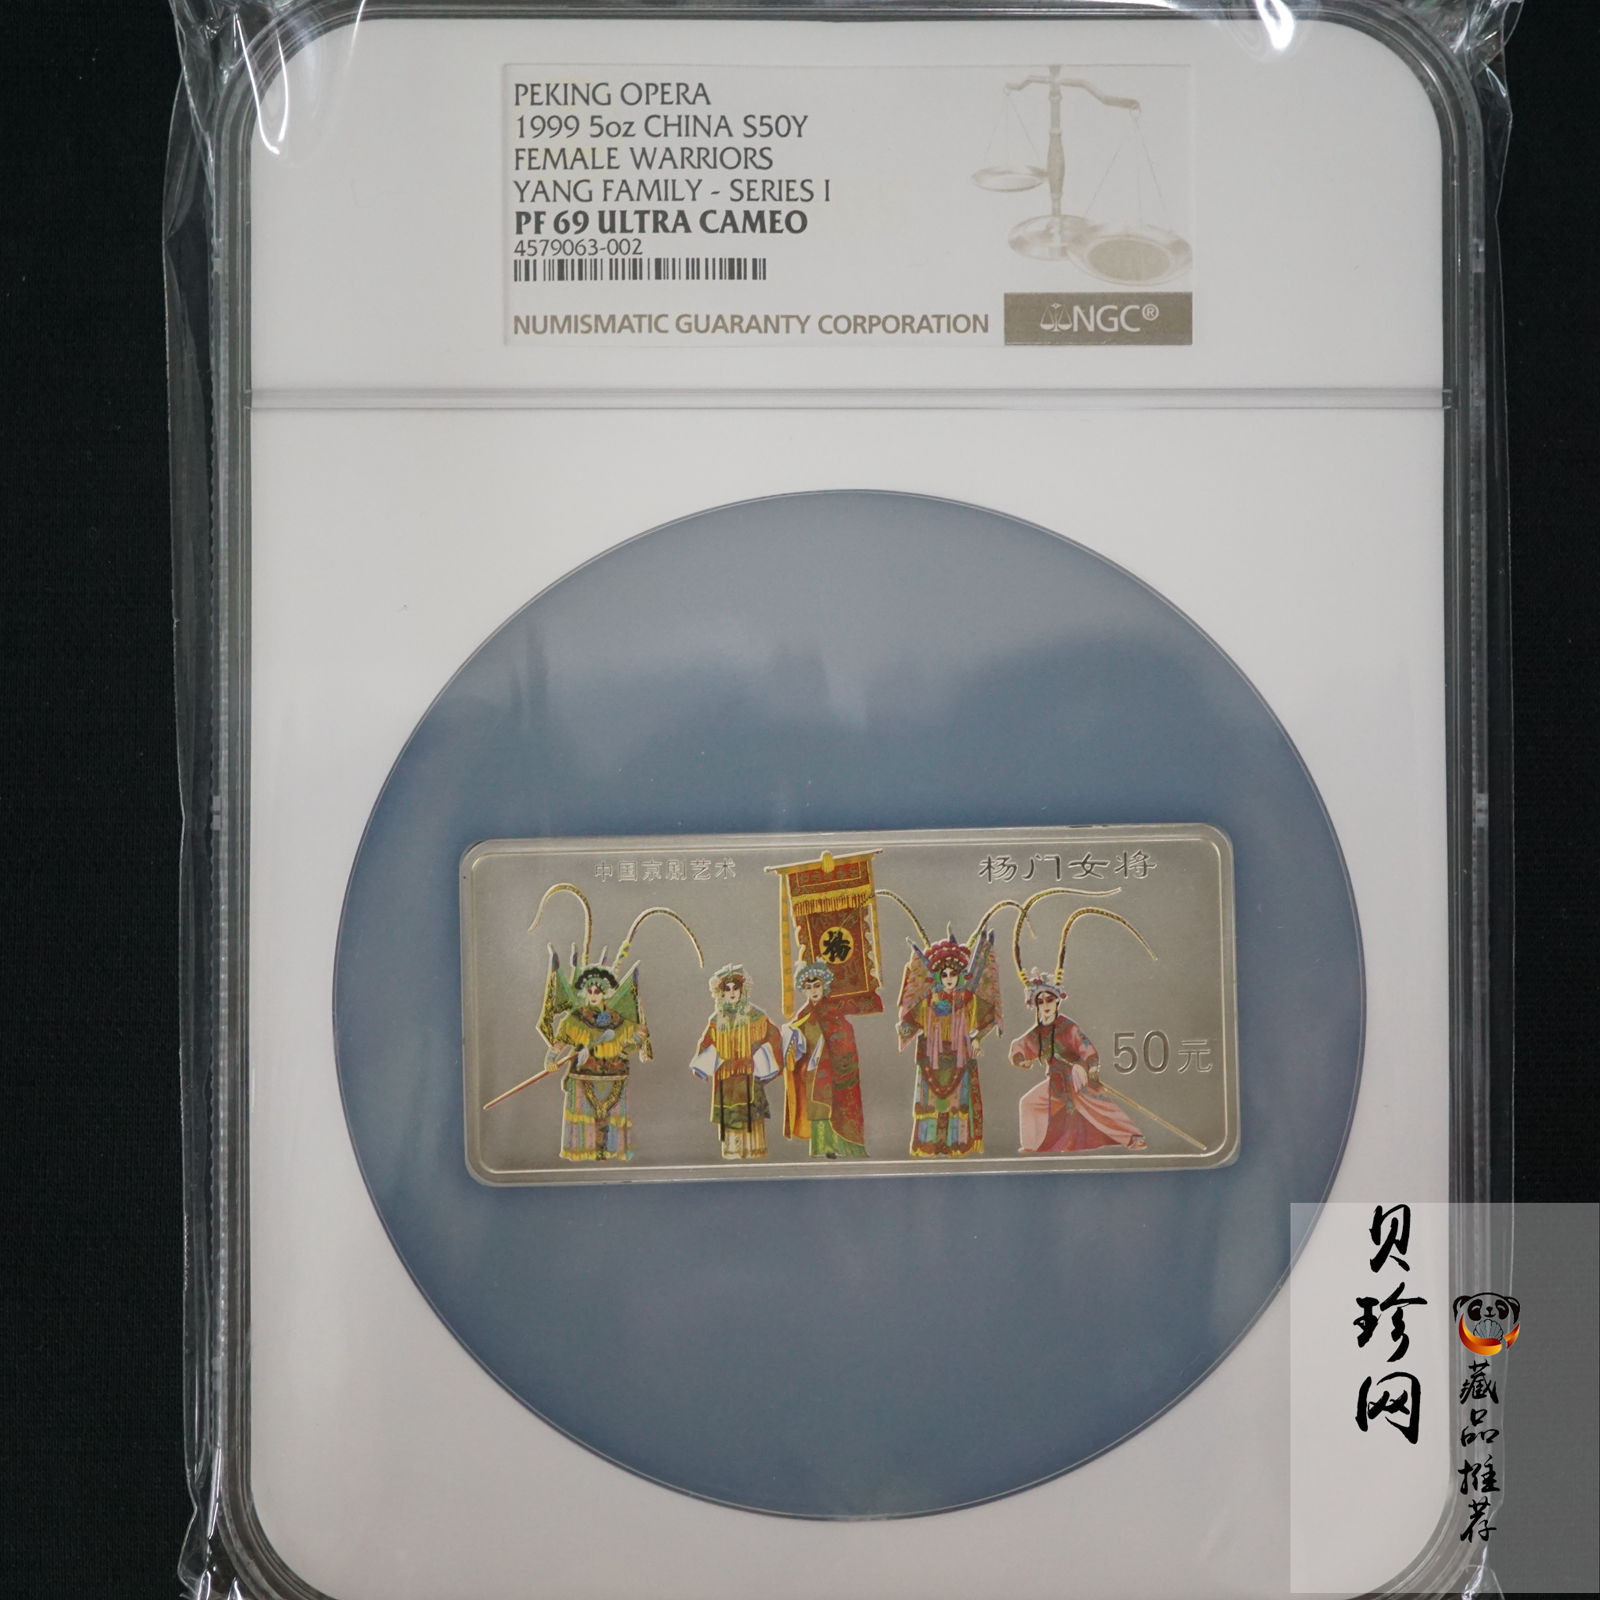 PEKING OPERA
1999 5oz CHINA S50Y
FEMALE WARRIORS
YANG FAMILY - SERIES I
PF 69 ULTRA CAMEO
4579063-002
NUMISMATIC GUARANTY CORPORATION
NGC®
中国京剧艺术
杨门女将
楊
50元
贝珍网
藏品推荐